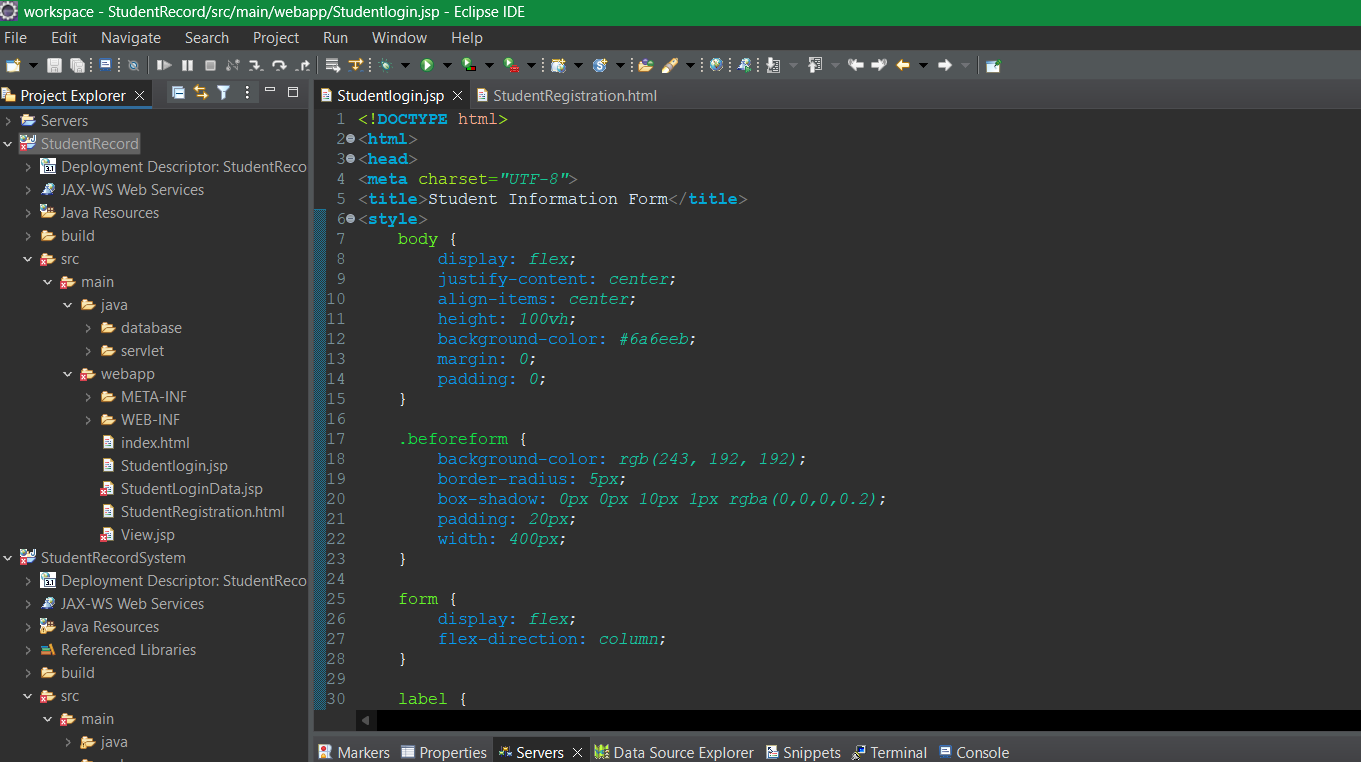 workspace - StudentRecord/src/main/webapp/Studentlogin.jsp - Eclipse IDE
File Edit Navigate Search Project Run Window Help
Project Explorer
Servers
StudentRecord
Deployment Descriptor: StudentReco
JAX-WS Web Services
Java Resources
build
src
main
java
database
servlet
webapp
META-INF
WEB-INF
index.html
Studentlogin.jsp
StudentLoginData.jsp
StudentRegistration.html
View.jsp
StudentRecordSystem
Deployment Descriptor: StudentReco
JAX-WS Web Services
Java Resources
Referenced Libraries
build
src
main
java
Studentlogin.jsp StudentRegistration.html
1 <!DOCTYPE html>
2 <html>
3 <head>
4 <meta charset="UTF-8">
5 <title>Student Information Form</title>
6 <style>
7 body {
8 display: flex;
9 justify-content: center;
10 align-items: center;
11 height: 100vh;
12 background-color: #6a6eeb;
13 margin: 0;
14 padding: 0;
15 }
16
17 .beforeform {
18 background-color: rgb(243, 192, 192);
19 border-radius: 5px;
20 box-shadow: 0px 0px 10px 1px rgba(0,0,0,0.2);
21 padding: 20px;
22 width: 400px;
23 }
24
25 form {
26 display: flex;
27 flex-direction: column;
28 }
29
30 label {
Markers Properties Servers Data Source Explorer Snippets Terminal Console